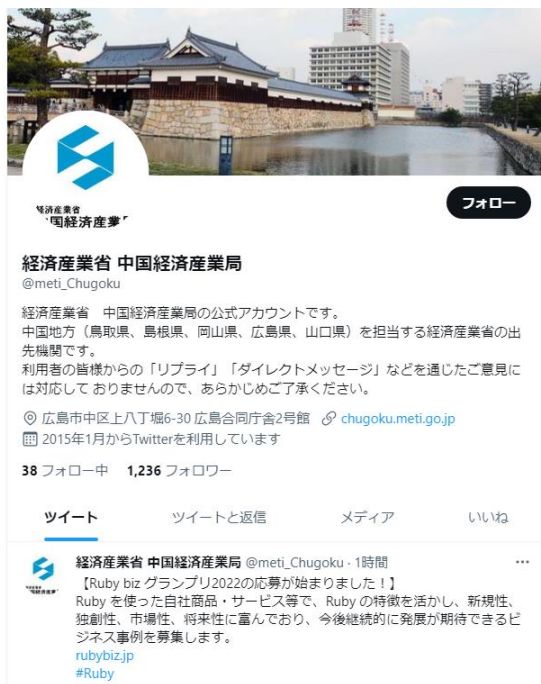 経済産業省
国経済産業
フォロー
経済産業省 中国経済産業局
@meti_Chugoku
経済産業省　中国経済産業局の公式アカウントです。
中国地方（鳥取県、島根県、岡山県、広島県、山口県）を担当する経済産業省の出
先機関です。
利用者の皆様からの「リプライ」「ダイレクトメッセージ」などを通じたご意見に
は対応して おりませんので、あらかじめご了承ください。
広島市中区上八丁堀6-30 広島合同庁舎2号館 chugoku.meti.go.jp
2015年1月からTwitterを利用しています
38 フォロー中 1,236 フォロワー
ツイート ツイートと返信 メディア いいね
経済産業省 中国経済産業局 @meti_Chugoku · 1時間
【Ruby biz グランプリ2022の応募が始まりました！】
Ruby を使った自社商品・サービス等で、Ruby の特徴を活かし、新規性、
独創性、市場性、将来性に富んでおり、今後継続的に発展が期待できるビ
ジネス事例を募集します。
rubybiz.jp
#Ruby